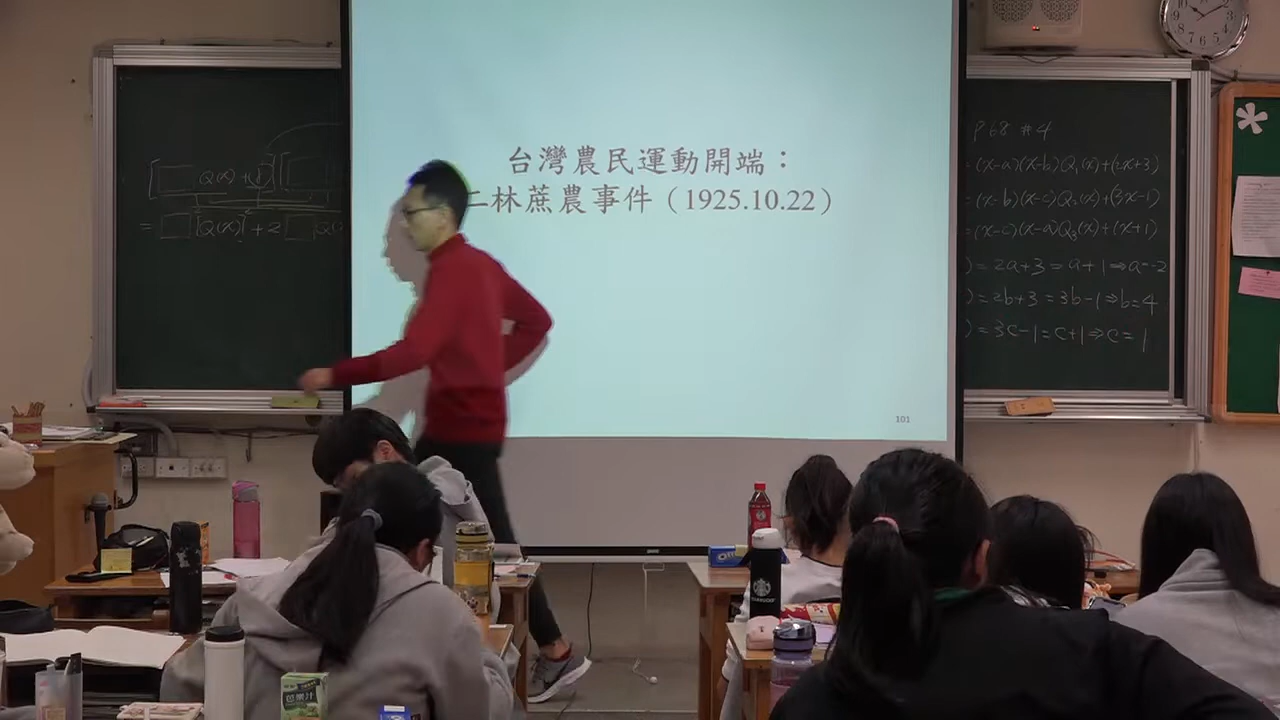 台灣農民運動開端：
二林蔗農事件（1925.10.22）
101
Q(x)
= Q(x) + 2
P68 #4
=(x-a)(x-b)Q₁(x)+(2x+3)
=(x-b)(x-c)Q₂(x)+(3x-1)
=(x-c)(x-a)Q₃(x)+(x+1)
)=2a+3=a+1⇒a=-2
)=2b+3=3b-1⇒b=4
)=3c-1=c+1⇒c=1